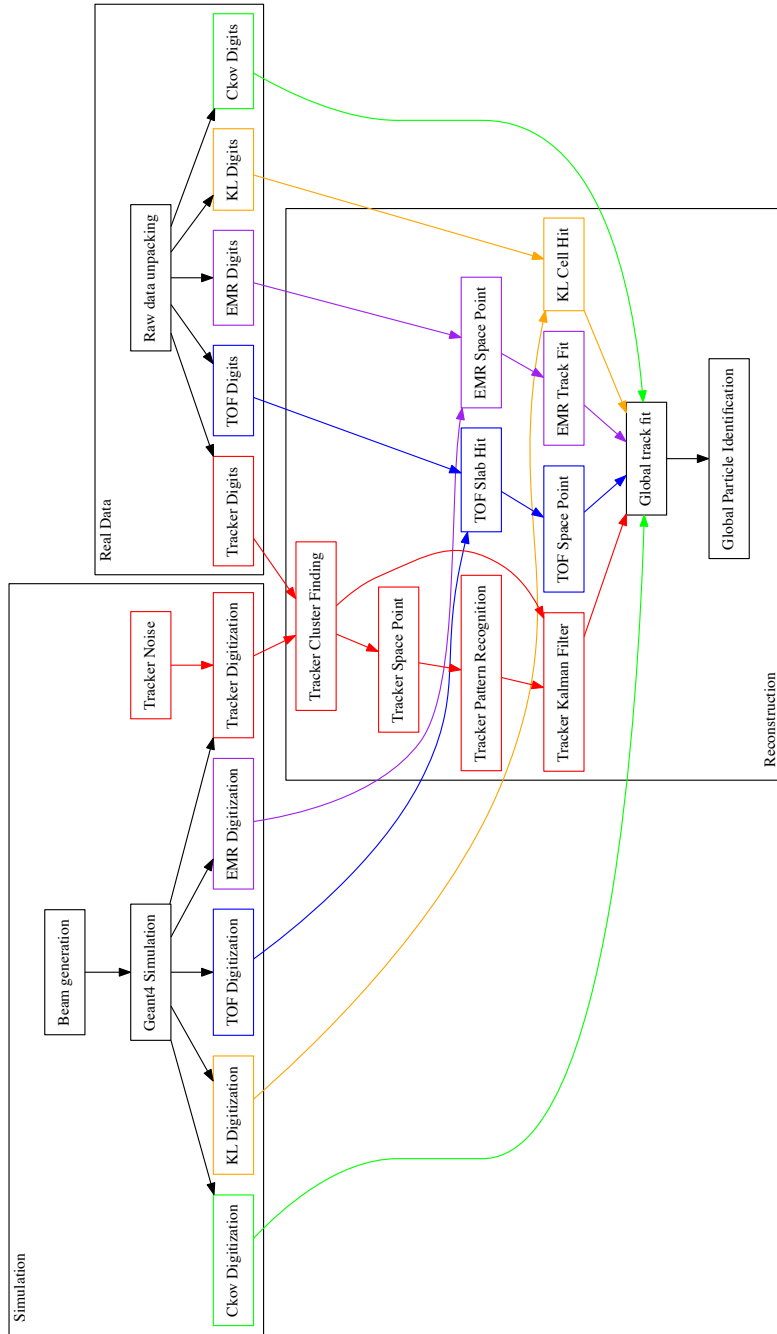 Simulation
Beam generation
Geant4 Simulation
Tracker Noise
Ckov Digitization
KL Digitization
TOF Digitization
EMR Digitization
Tracker Digitization
Real Data
Raw data unpacking
Tracker Digits
TOF Digits
EMR Digits
KL Digits
Ckov Digits
Reconstruction
Tracker Cluster Finding
Tracker Space Point
Tracker Pattern Recognition
TOF Slab Hit
EMR Space Point
Tracker Kalman Filter
TOF Space Point
EMR Track Fit
KL Cell Hit
Global track fit
Global Particle Identification